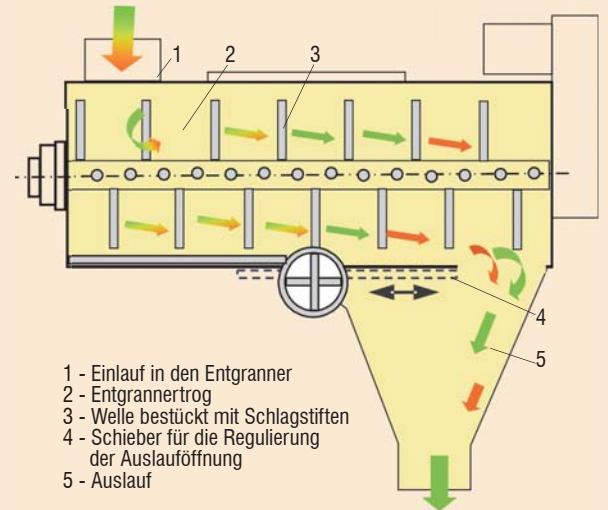 1
2
3
4
5
1 - Einlauf in den Entgranner
2 - Entgrannertrog
3 - Welle bestückt mit Schlagstiften
4 - Schieber für die Regulierung
der Auslauföffnung
5 - Auslauf